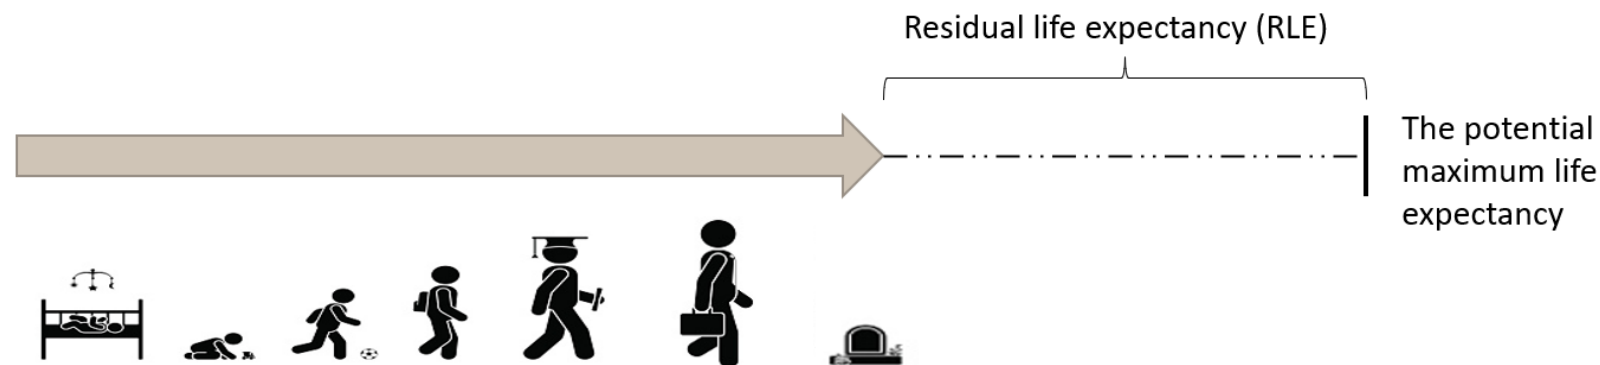 Residual life expectancy (RLE)
The potential
maximum life
expectancy